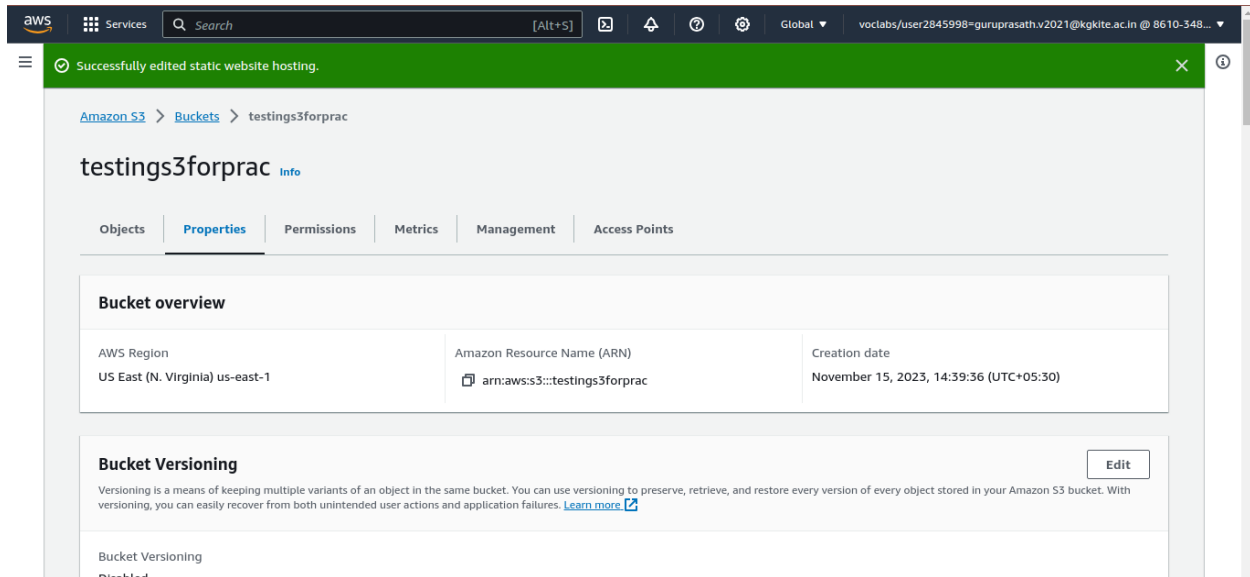 aws Services Search [Alt+S] Global voclabs/user2845998=guruprasath.v2021@kgkite.ac.in @ 8610-348...
Successfully edited static website hosting.
Amazon S3 Buckets testings3forprac
testings3forprac Info
Objects Properties Permissions Metrics Management Access Points
Bucket overview
AWS Region
US East (N. Virginia) us-east-1
Amazon Resource Name (ARN)
arn:aws:s3:::testings3forprac
Creation date
November 15, 2023, 14:39:36 (UTC+05:30)
Bucket Versioning Edit
Versioning is a means of keeping multiple variants of an object in the same bucket. You can use versioning to preserve, retrieve, and restore every version of every object stored in your Amazon S3 bucket. With
versioning, you can easily recover from both unintended user actions and application failures. Learn more
Bucket Versioning
Disabled